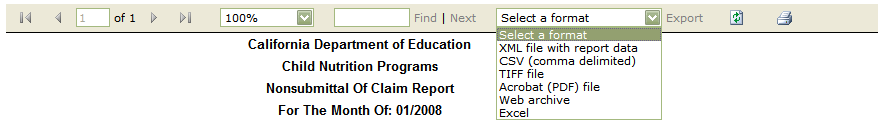 1 of 1 100% Find | Next Select a format Export
Select a format
XML file with report data
CSV (comma delimited)
TIFF file
Acrobat (PDF) file
Web archive
Excel
California Department of Education
Child Nutrition Programs
Nonsubmittal Of Claim Report
For The Month Of: 01/2008